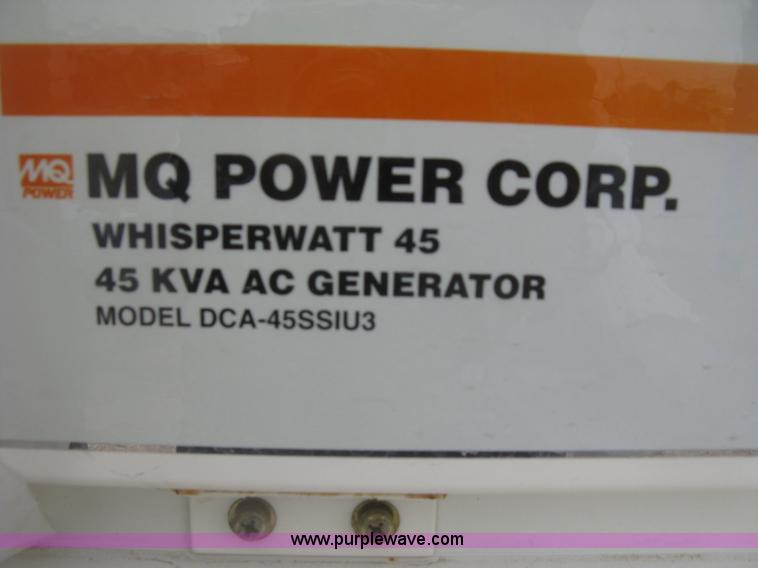 MQ POWER CORP.
MQ
POWER
WHISPERWATT 45
45 KVA AC GENERATOR
MODEL DCA-45SSIU3
www.purplewave.com